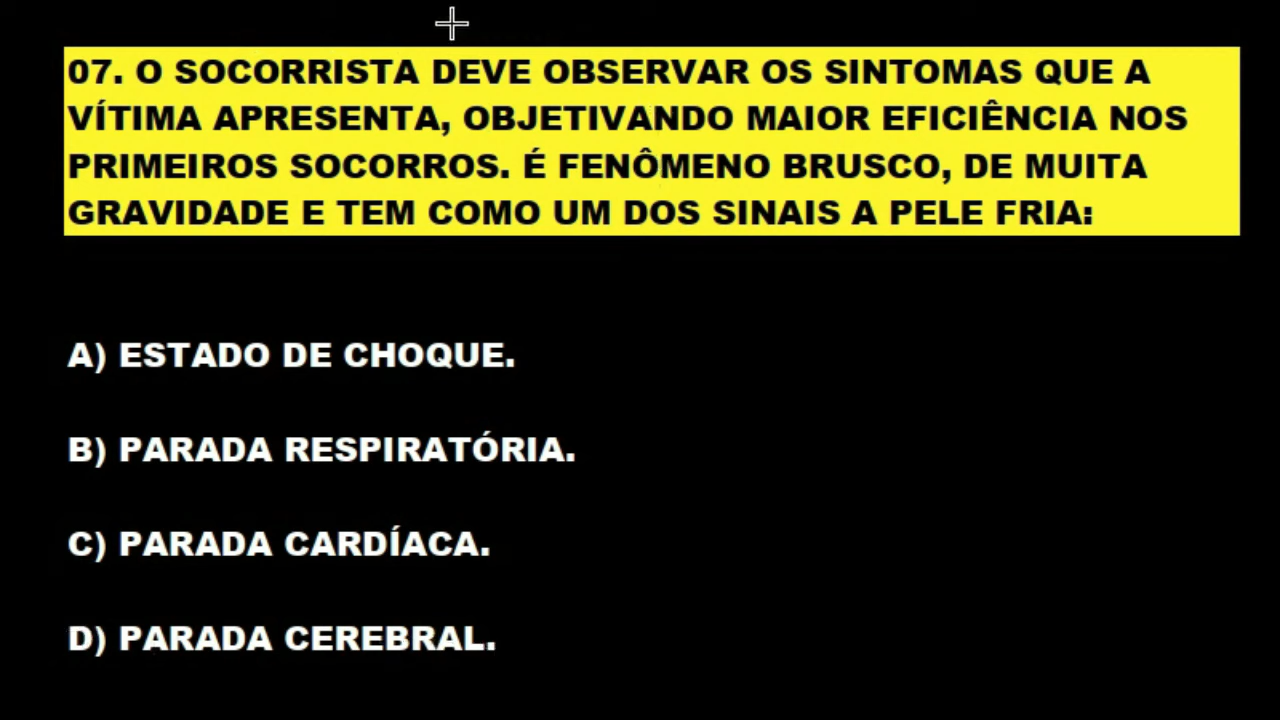 07. O SOCORRISTA DEVE OBSERVAR OS SINTOMAS QUE A
VÍTIMA APRESENTA, OBJETIVANDO MAIOR EFICIÊNCIA NOS
PRIMEIROS SOCORROS. É FENÔMENO BRUSCO, DE MUITA
GRAVIDADE E TEM COMO UM DOS SINAIS A PELE FRIA:
A) ESTADO DE CHOQUE.
B) PARADA RESPIRATÓRIA.
C) PARADA CARDÍACA.
D) PARADA CEREBRAL.